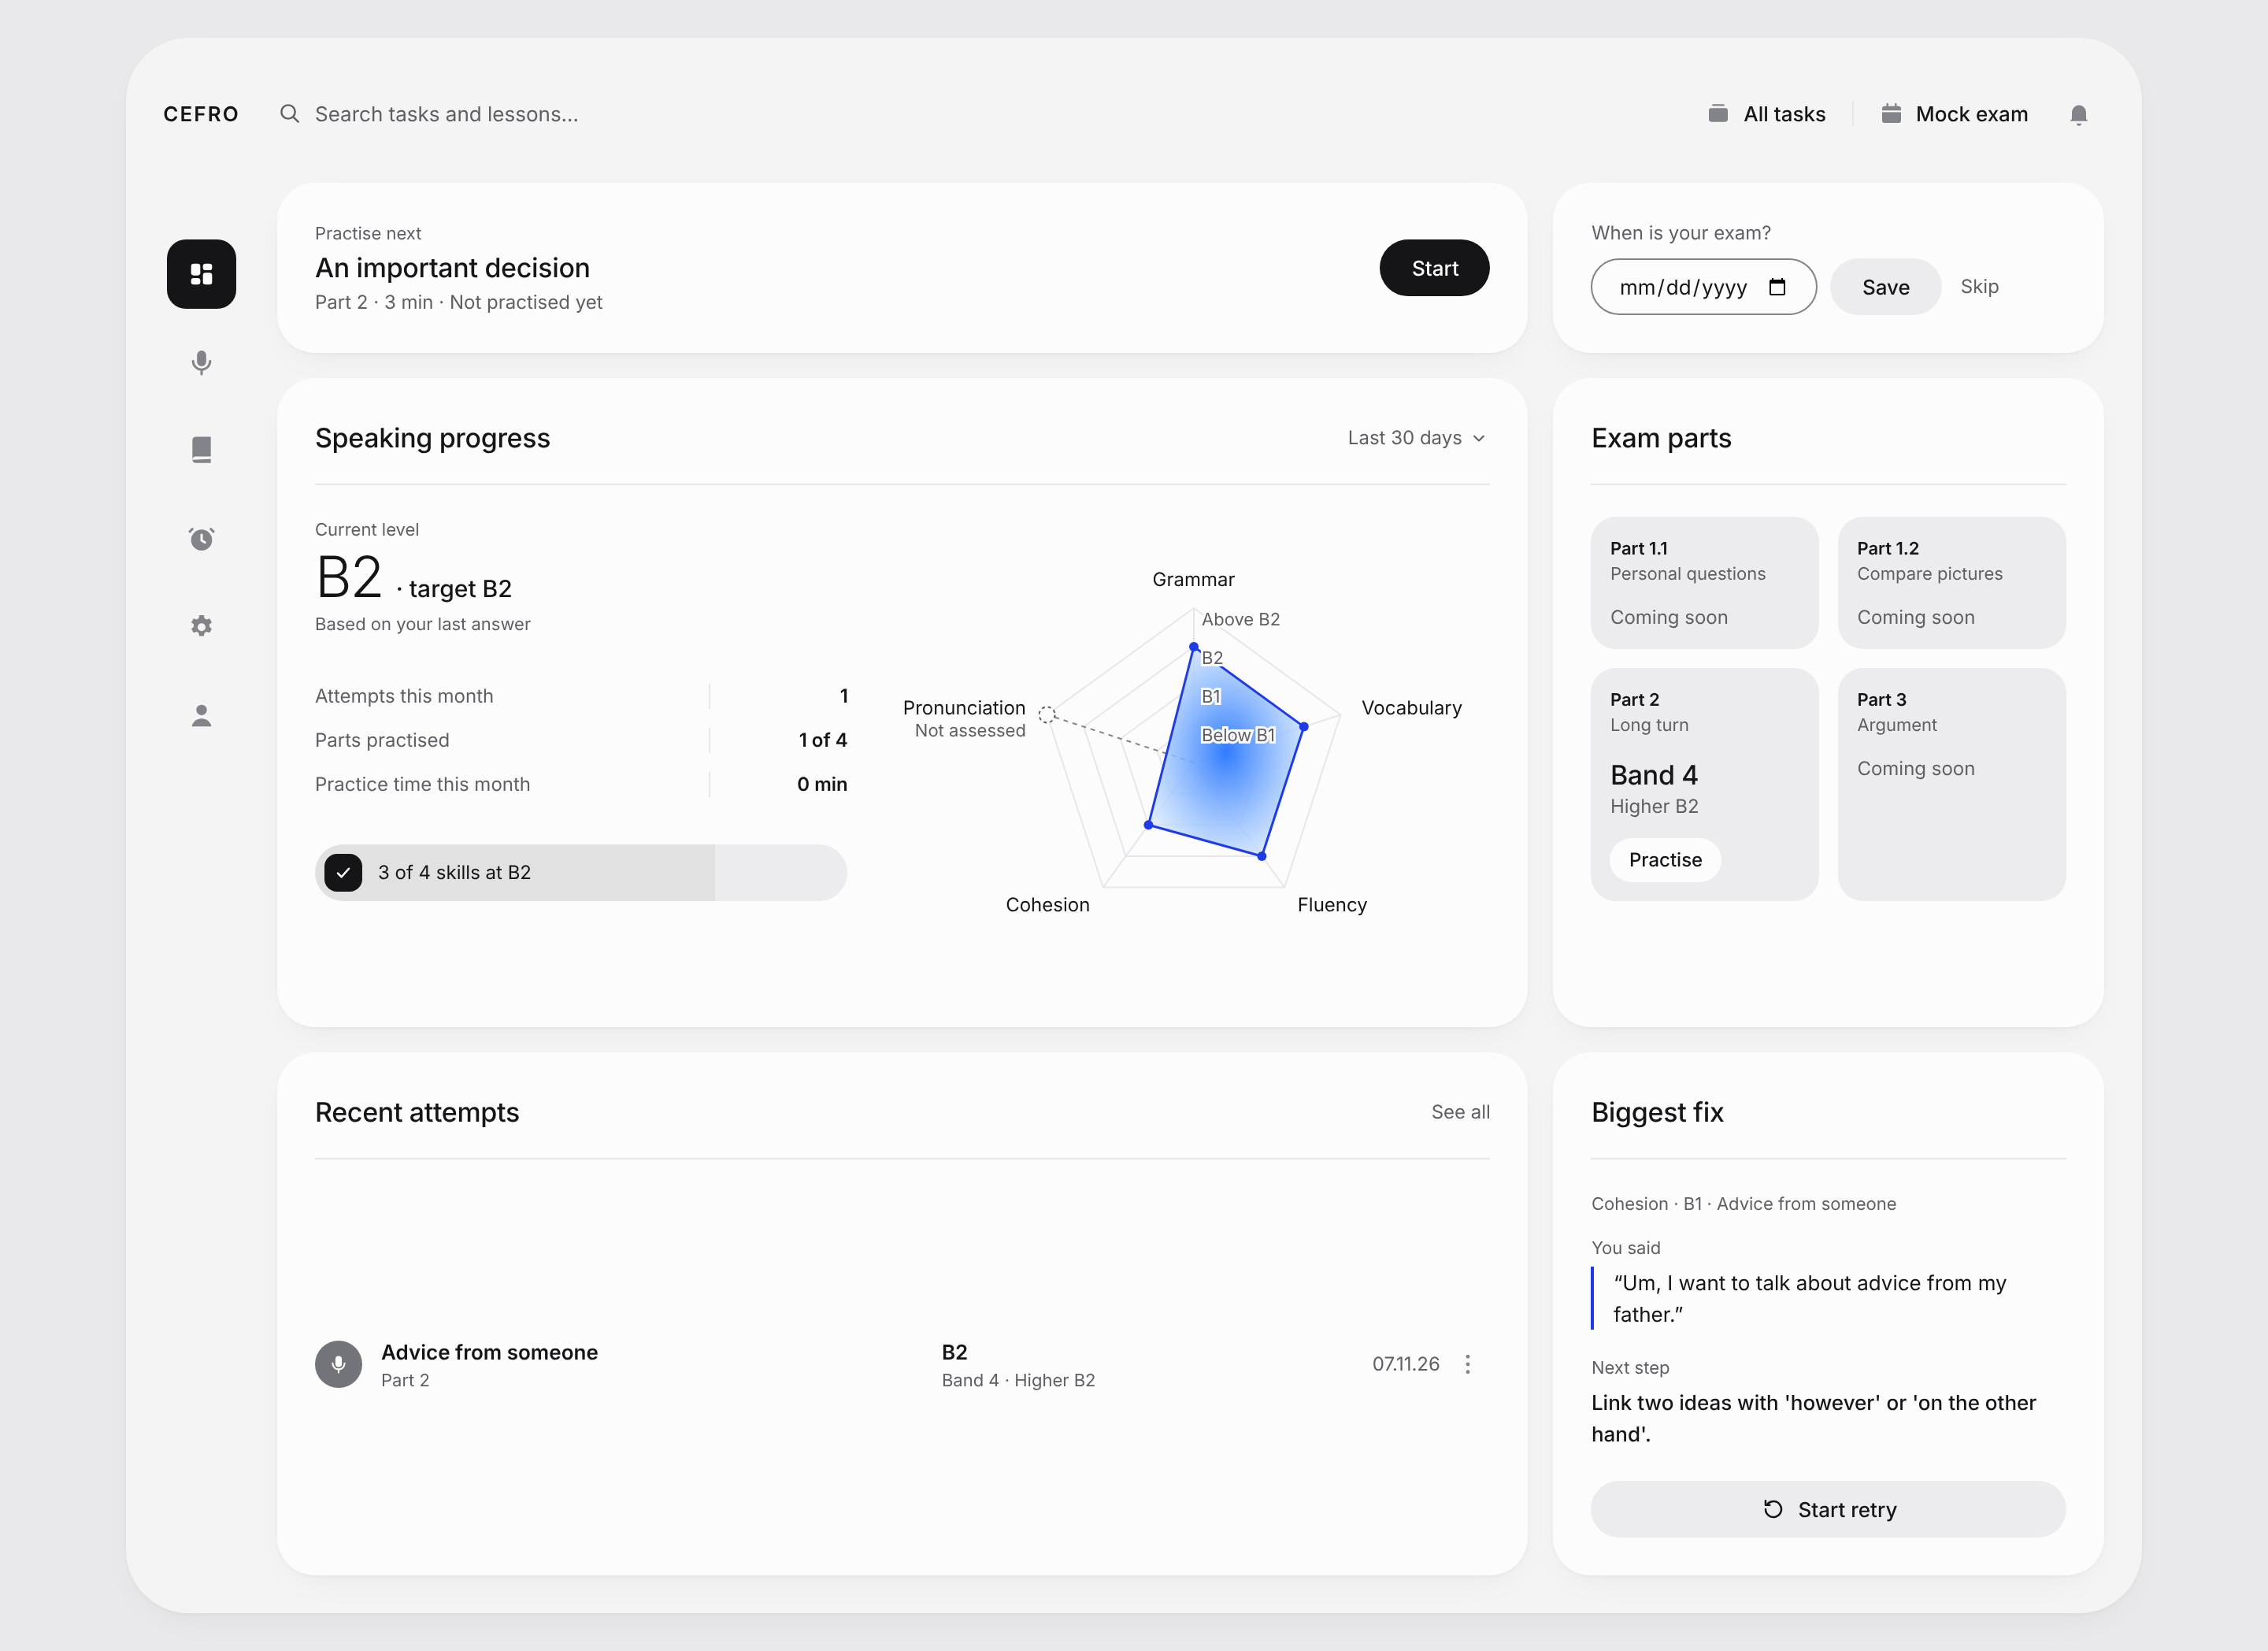 CEFRO
Search tasks and lessons...
All tasks
Mock exam
Practise next
An important decision
Part 2 · 3 min · Not practised yet
Start
When is your exam?
mm/dd/yyyy
Save
Skip
Speaking progress
Last 30 days
Current level
B2 · target B2
Based on your last answer
Attempts this month 1
Parts practised 1 of 4
Practice time this month 0 min
3 of 4 skills at B2
Grammar
Above B2
B2
B1
Below B1
Pronunciation
Not assessed
Vocabulary
Cohesion
Fluency
Exam parts
Part 1.1
Personal questions
Coming soon
Part 1.2
Compare pictures
Coming soon
Part 2
Long turn
Band 4
Higher B2
Practise
Part 3
Argument
Coming soon
Recent attempts
See all
Advice from someone
Part 2
B2
Band 4 · Higher B2
07.11.26
Biggest fix
Cohesion · B1 · Advice from someone
You said
“Um, I want to talk about advice from my
father.”
Next step
Link two ideas with 'however' or 'on the other
hand'.
Start retry